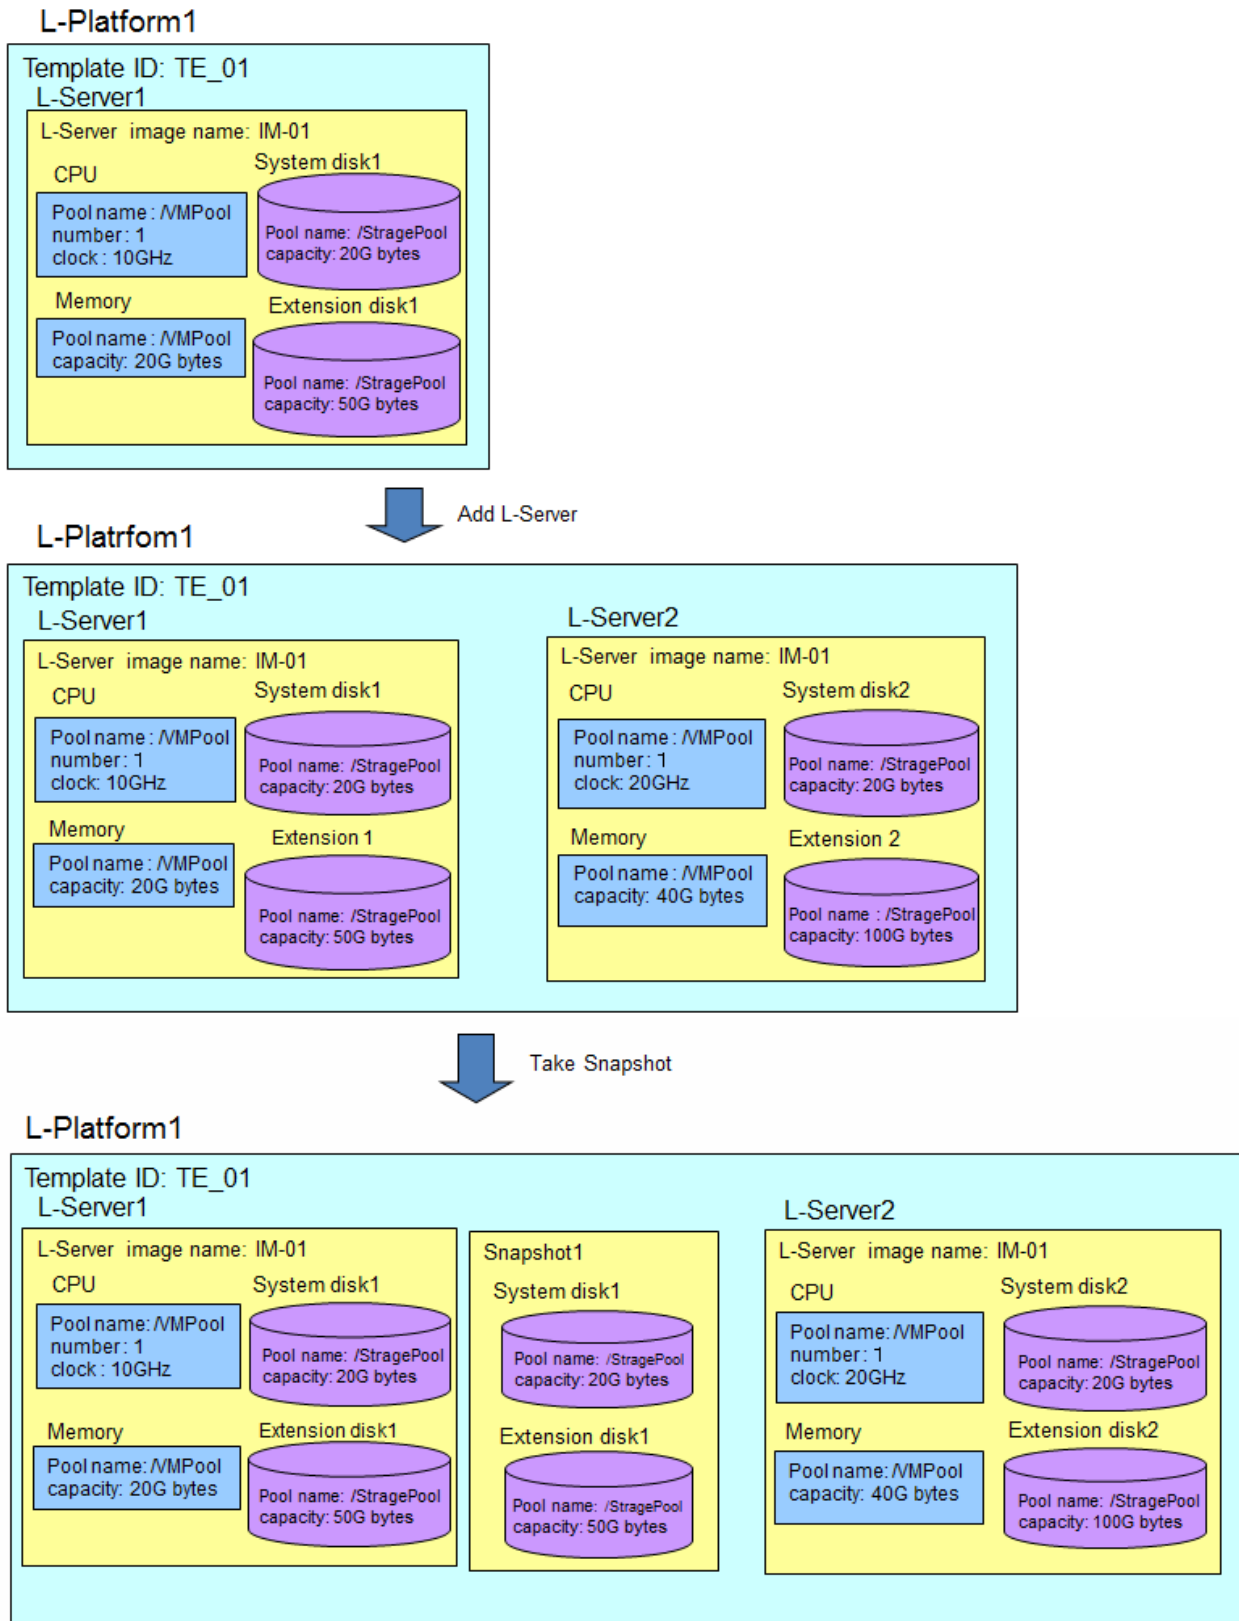 L-Platform1
Template ID: TE_01
L-Server1
L-Server image name: IM-01
CPU
Pool name : /VMPool
number : 1
clock : 10GHz
System disk1
Pool name: /StragePool
capacity: 20G bytes
Memory
Pool name : /VMPool
capacity: 20G bytes
Extension disk1
Pool name: /StragePool
capacity: 50G bytes
Add L-Server
L-Platrfom1
Template ID: TE_01
L-Server1
L-Server image name: IM-01
CPU
Pool name : /VMPool
number : 1
clock: 10GHz
System disk1
Pool name: /StragePool
capacity: 20G bytes
Memory
Pool name : /VMPool
capacity: 20G bytes
Extension 1
Pool name: /StragePool
capacity: 50G bytes
L-Server2
L-Server image name: IM-01
CPU
Pool name : /VMPool
number : 1
clock: 20GHz
System disk2
Pool name: /StragePool
capacity: 20G bytes
Memory
Pool name : /VMPool
capacity: 40G bytes
Extension 2
Pool name : /StragePool
capacity: 100G bytes
Take Snapshot
L-Platform1
Template ID: TE_01
L-Server1
L-Server image name: IM-01
CPU
Pool name: /VMPool
number : 1
clock : 10GHz
System disk1
Pool name: /StragePool
capacity: 20G bytes
Memory
Pool name: /VMPool
capacity: 20G bytes
Extension disk1
Pool name: /StragePool
capacity: 50G bytes
Snapshot1
System disk1
Pool name: /StragePool
capacity: 20G bytes
Extension disk1
Pool name: /StragePool
capacity: 50G bytes
L-Server2
L-Server image name: IM-01
CPU
Pool name: /VMPool
number : 1
clock: 20GHz
System disk2
Pool name: /StragePool
capacity: 20G bytes
Memory
Pool name: /VMPool
capacity: 40G bytes
Extension disk2
Pool name: /StragePool
capacity: 100G bytes